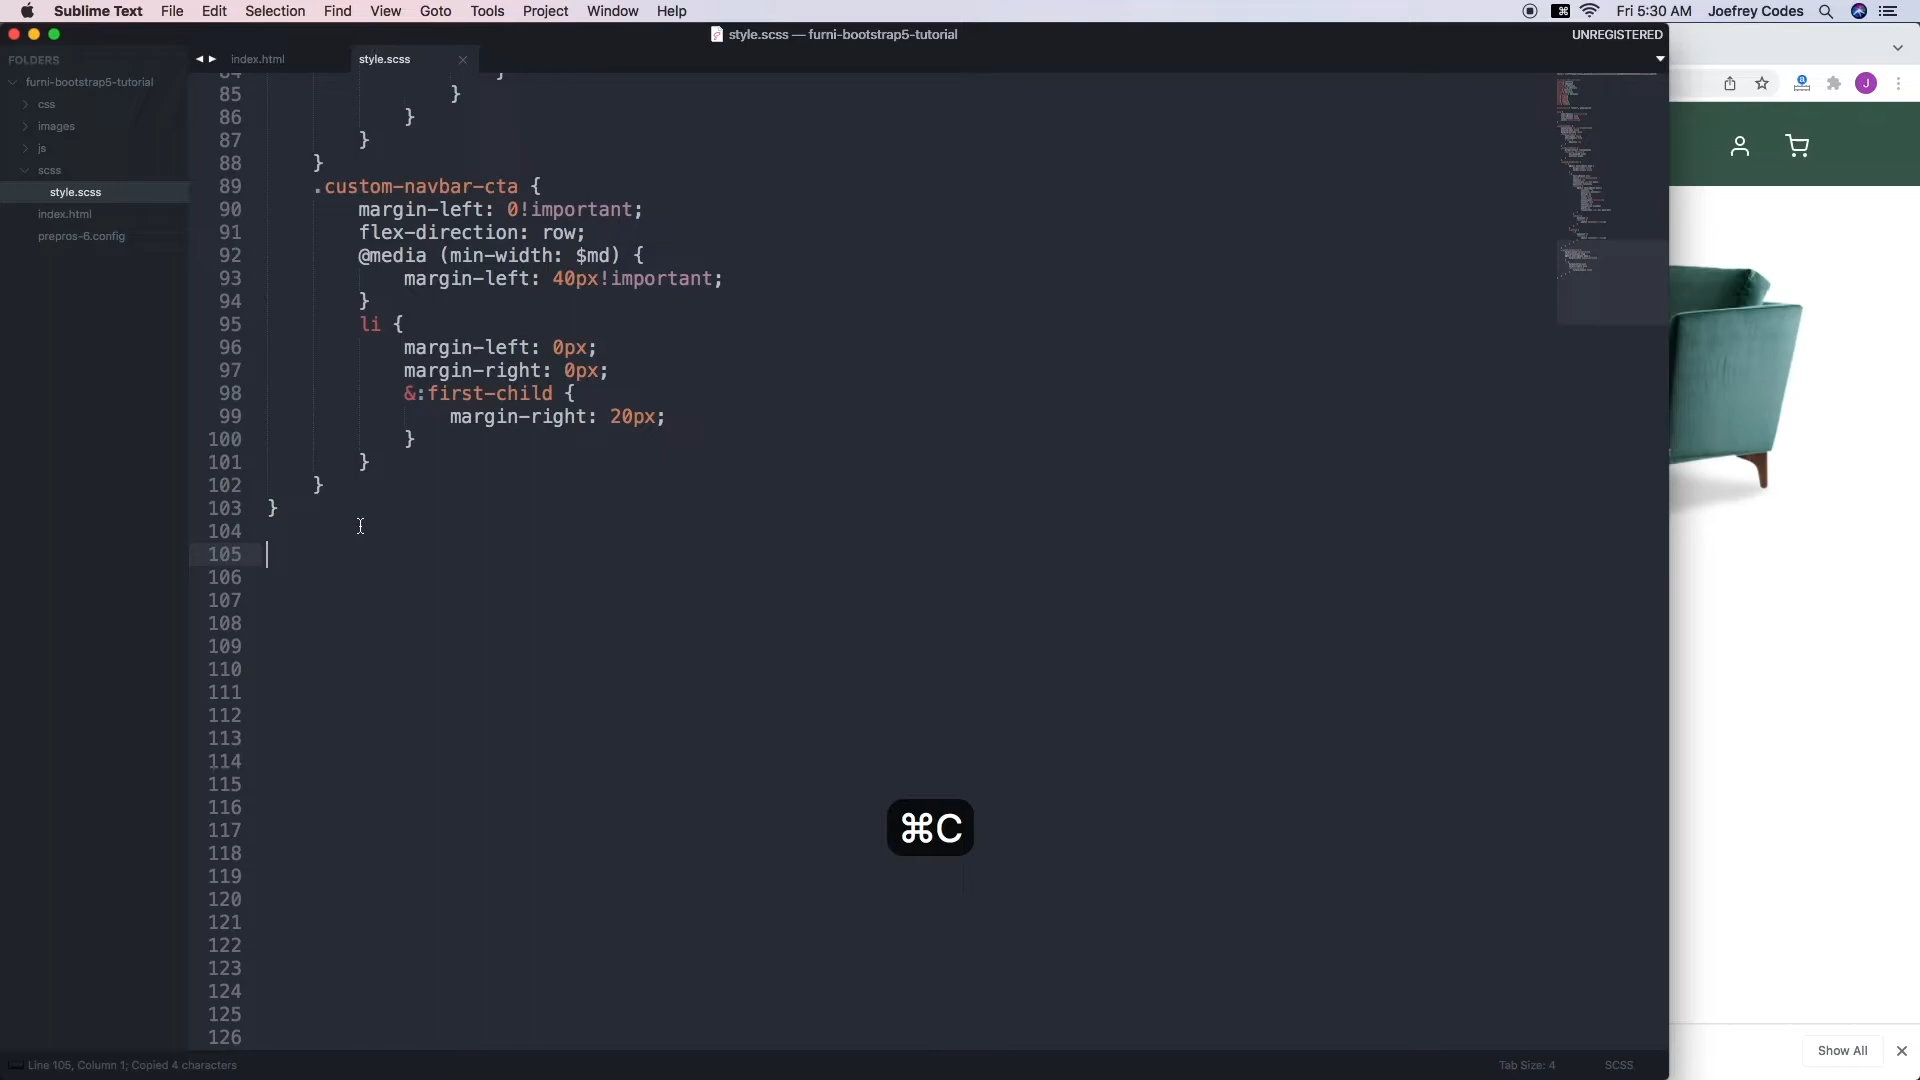 Sublime Text File Edit Selection Find View Goto Tools Project Window Help Fri 5:30 AM Joefrey Codes
style.scss — furni-bootstrap5-tutorial UNREGISTERED
FOLDERS
furni-bootstrap5-tutorial
css
images
js
scss
style.scss
index.html
prepros-6.config
index.html style.scss
84 }
85 }
86 }
87 }
88 }
89 .custom-navbar-cta {
90 margin-left: 0!important;
91 flex-direction: row;
92 @media (min-width: $md) {
93 margin-left: 40px!important;
94 }
95 li {
96 margin-left: 0px;
97 margin-right: 0px;
98 &:first-child {
99 margin-right: 20px;
100 }
101 }
102 }
103 }
104
105
106
107
108
109
110
111
112
113
114
115
116
117
118
119
120
121
122
123
124
125
126
⌘C
J
Show All
Line 105, Column 1; Copied 4 characters Tab Size: 4 SCSS